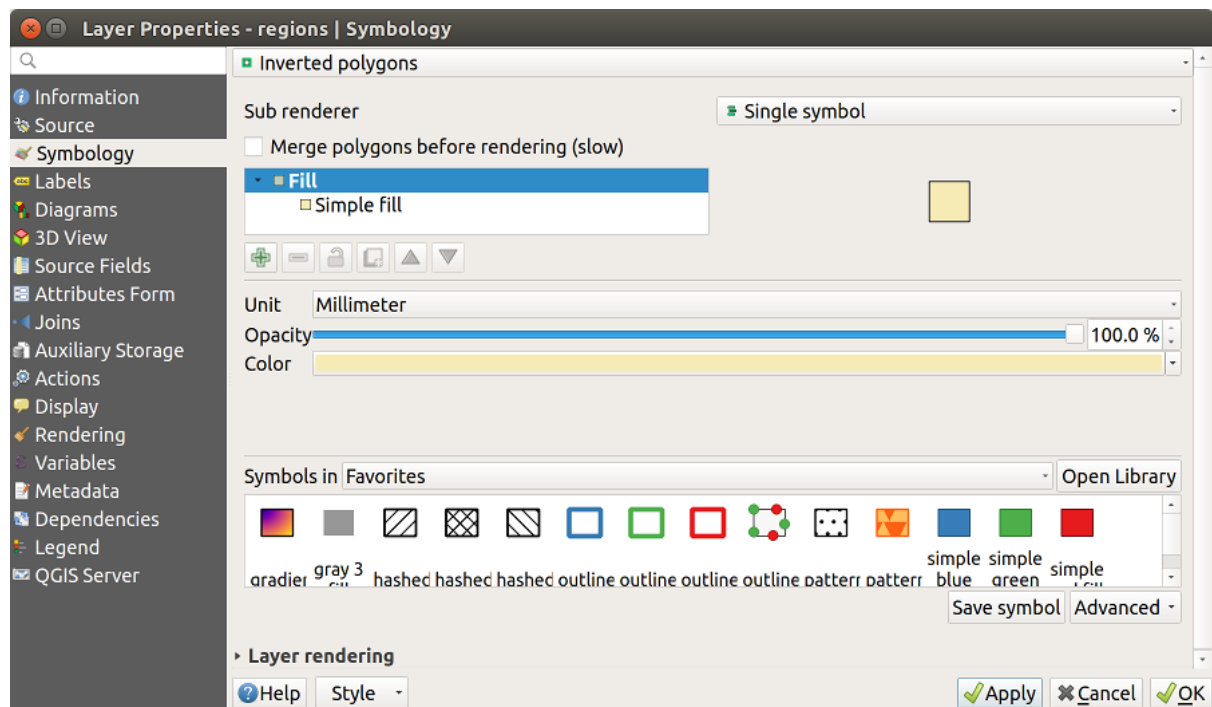 Layer Properties - regions | Symbology
Information
Source
Symbology
Labels
Diagrams
3D View
Source Fields
Attributes Form
Joins
Auxiliary Storage
Actions
Display
Rendering
Variables
Metadata
Dependencies
Legend
QGIS Server
Inverted polygons
Sub renderer Single symbol
Merge polygons before rendering (slow)
Fill
Simple fill
Unit Millimeter
Opacity 100.0 %
Color
Symbols in Favorites Open Library
gray 3 hashed hashed hashed outline outline outline outline
simple blue
simple green
simple
Save symbol Advanced
Layer rendering
Help Style Apply Cancel OK